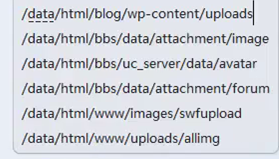 /data/html/blog/wp-content/uploads
/data/html/bbs/data/attachment/image
/data/html/bbs/uc_server/data/avatar
/data/html/bbs/data/attachment/forum
/data/html/www/images/swfupload
/data/html/www/uploads/allimg